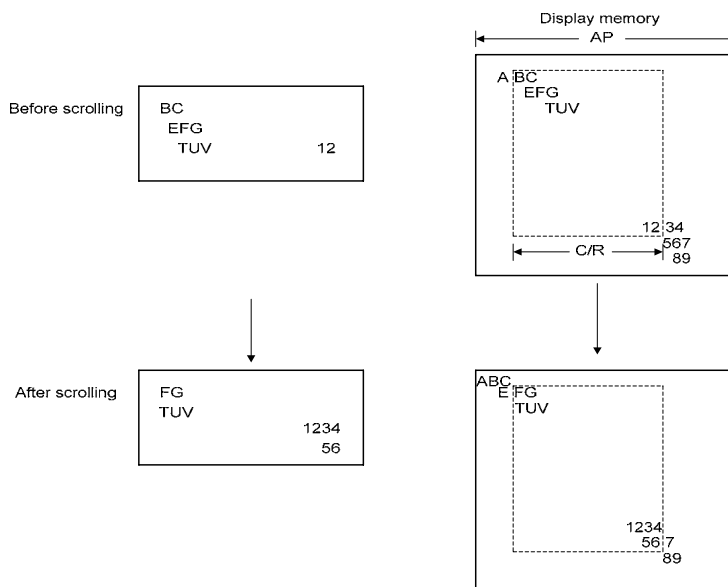 Display memory
AP
Before scrolling
BC
EFG
TUV 12
A BC
EFG
TUV
12 34
567
89
C/R
After scrolling
FG
TUV
1234
56
ABC
E FG
TUV
1234
56 7
89